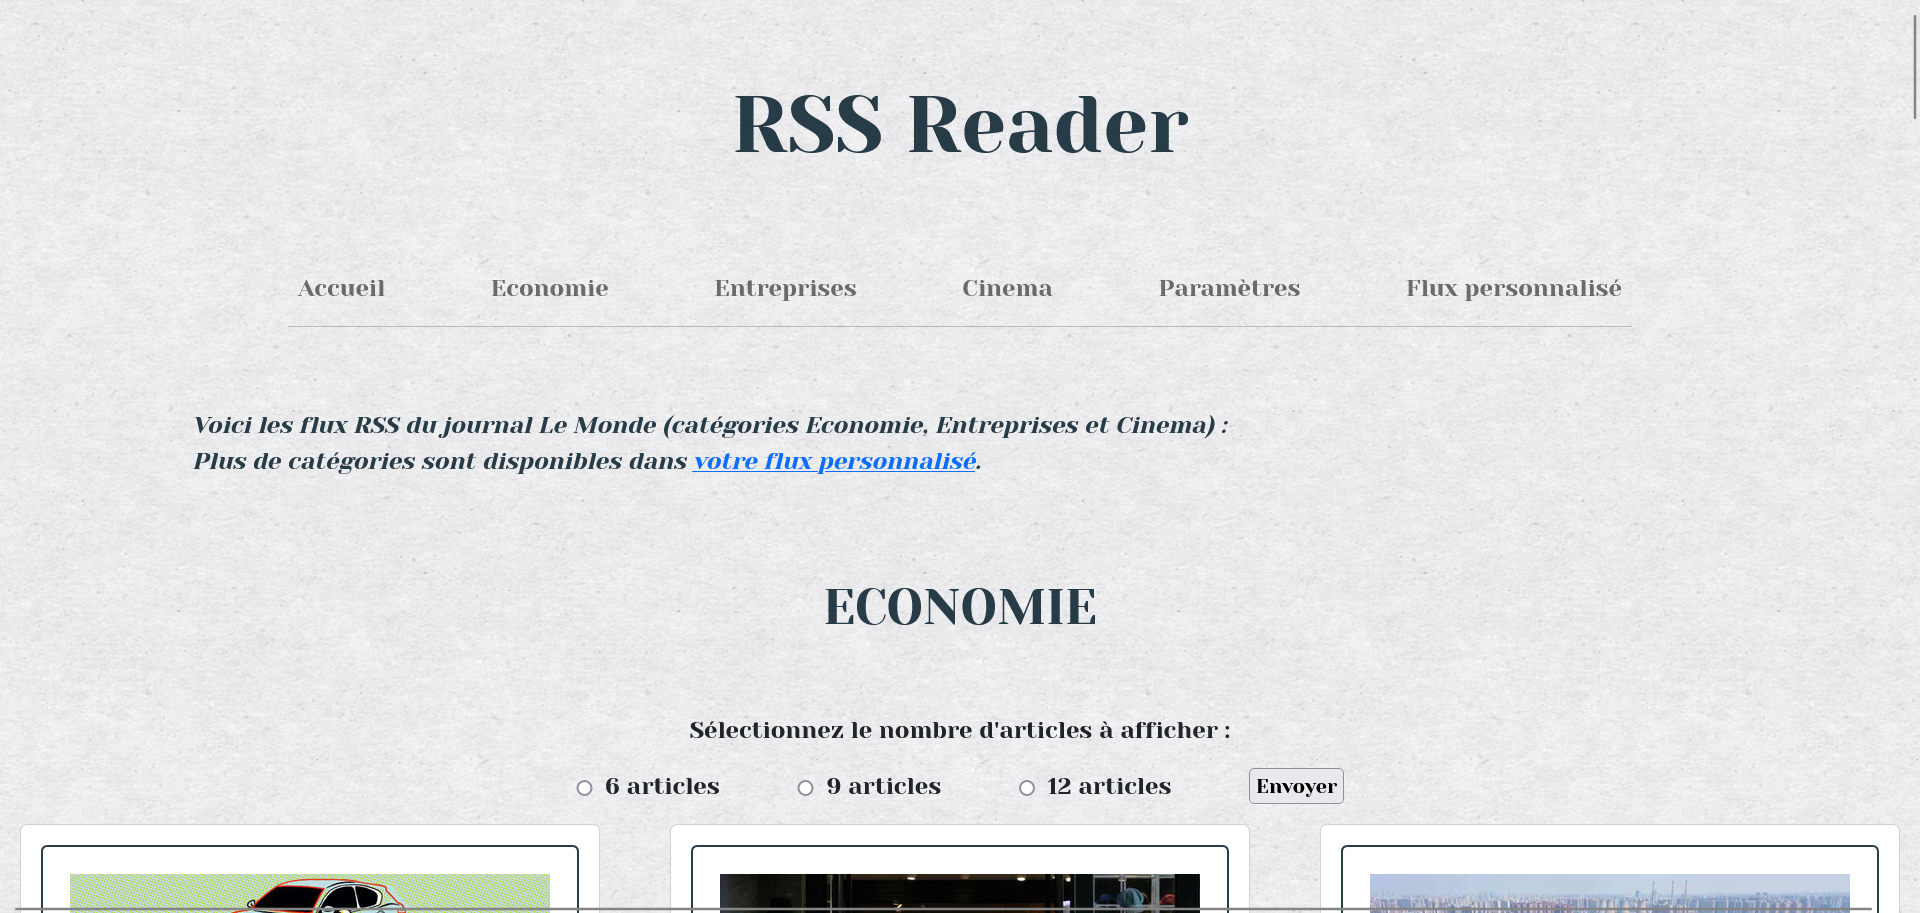 RSS Reader
Accueil Economie Entreprises Cinema Paramètres Flux personnalisé
Voici les flux RSS du journal Le Monde (catégories Economie, Entreprises et Cinema) :
Plus de catégories sont disponibles dans votre flux personnalisé.
ECONOMIE
Sélectionnez le nombre d'articles à afficher :
6 articles 9 articles 12 articles Envoyer